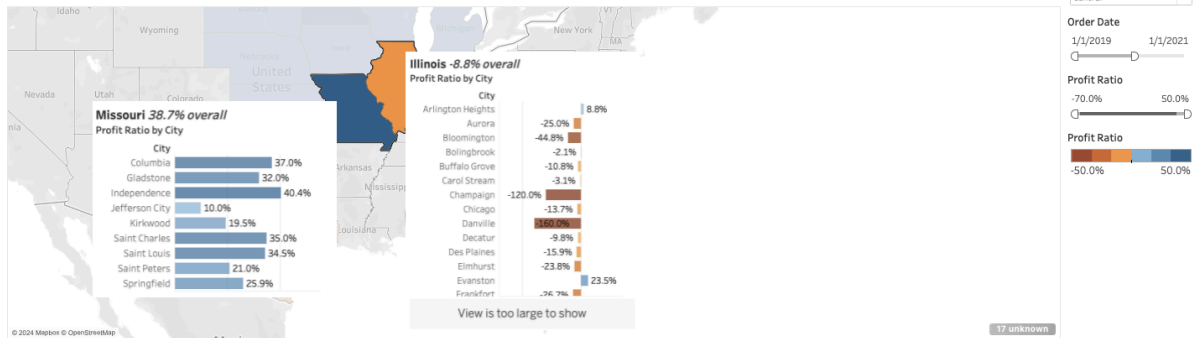 Idaho
Wyoming
Michigan
New York
MA
Nebraska
United
States
Nevada
Utah
Colorado
Arkansas
Mississippi
Louisiana
Missouri 38.7% overall
Profit Ratio by City
City
Columbia 37.0%
Gladstone 32.0%
Independence 40.4%
Jefferson City 10.0%
Kirkwood 19.5%
Saint Charles 35.0%
Saint Louis 34.5%
Saint Peters 21.0%
Springfield 25.9%
Illinois -8.8% overall
Profit Ratio by City
City
Arlington Heights 8.8%
Aurora -25.0%
Bloomington -44.8%
Bolingbrook -2.1%
Buffalo Grove -10.8%
Carol Stream -3.1%
Champaign -120.0%
Chicago -13.7%
Danville -160.0%
Decatur -9.8%
Des Plaines -15.9%
Elmhurst -23.8%
Evanston 23.5%
Frankfort -26.7%
View is too large to show
Order Date
1/1/2019 1/1/2021
Profit Ratio
-70.0% 50.0%
Profit Ratio
-50.0% 50.0%
© 2024 Mapbox © OpenStreetMap
17 unknown